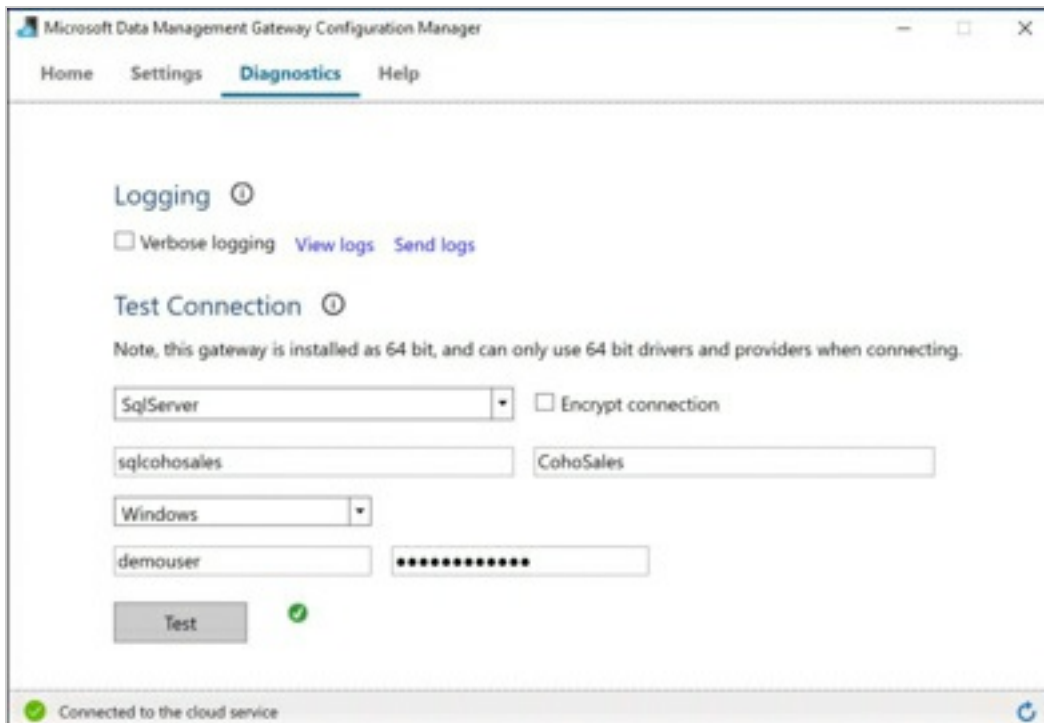 Microsoft Data Management Gateway Configuration Manager
Home Settings Diagnostics Help
Logging
Verbose logging View logs Send logs
Test Connection
Note, this gateway is installed as 64 bit, and can only use 64 bit drivers and providers when connecting.
SqlServer Encrypt connection
sqlcohosales CohoSales
Windows
demouser ●●●●●●●●●●●●
Test
Connected to the cloud service